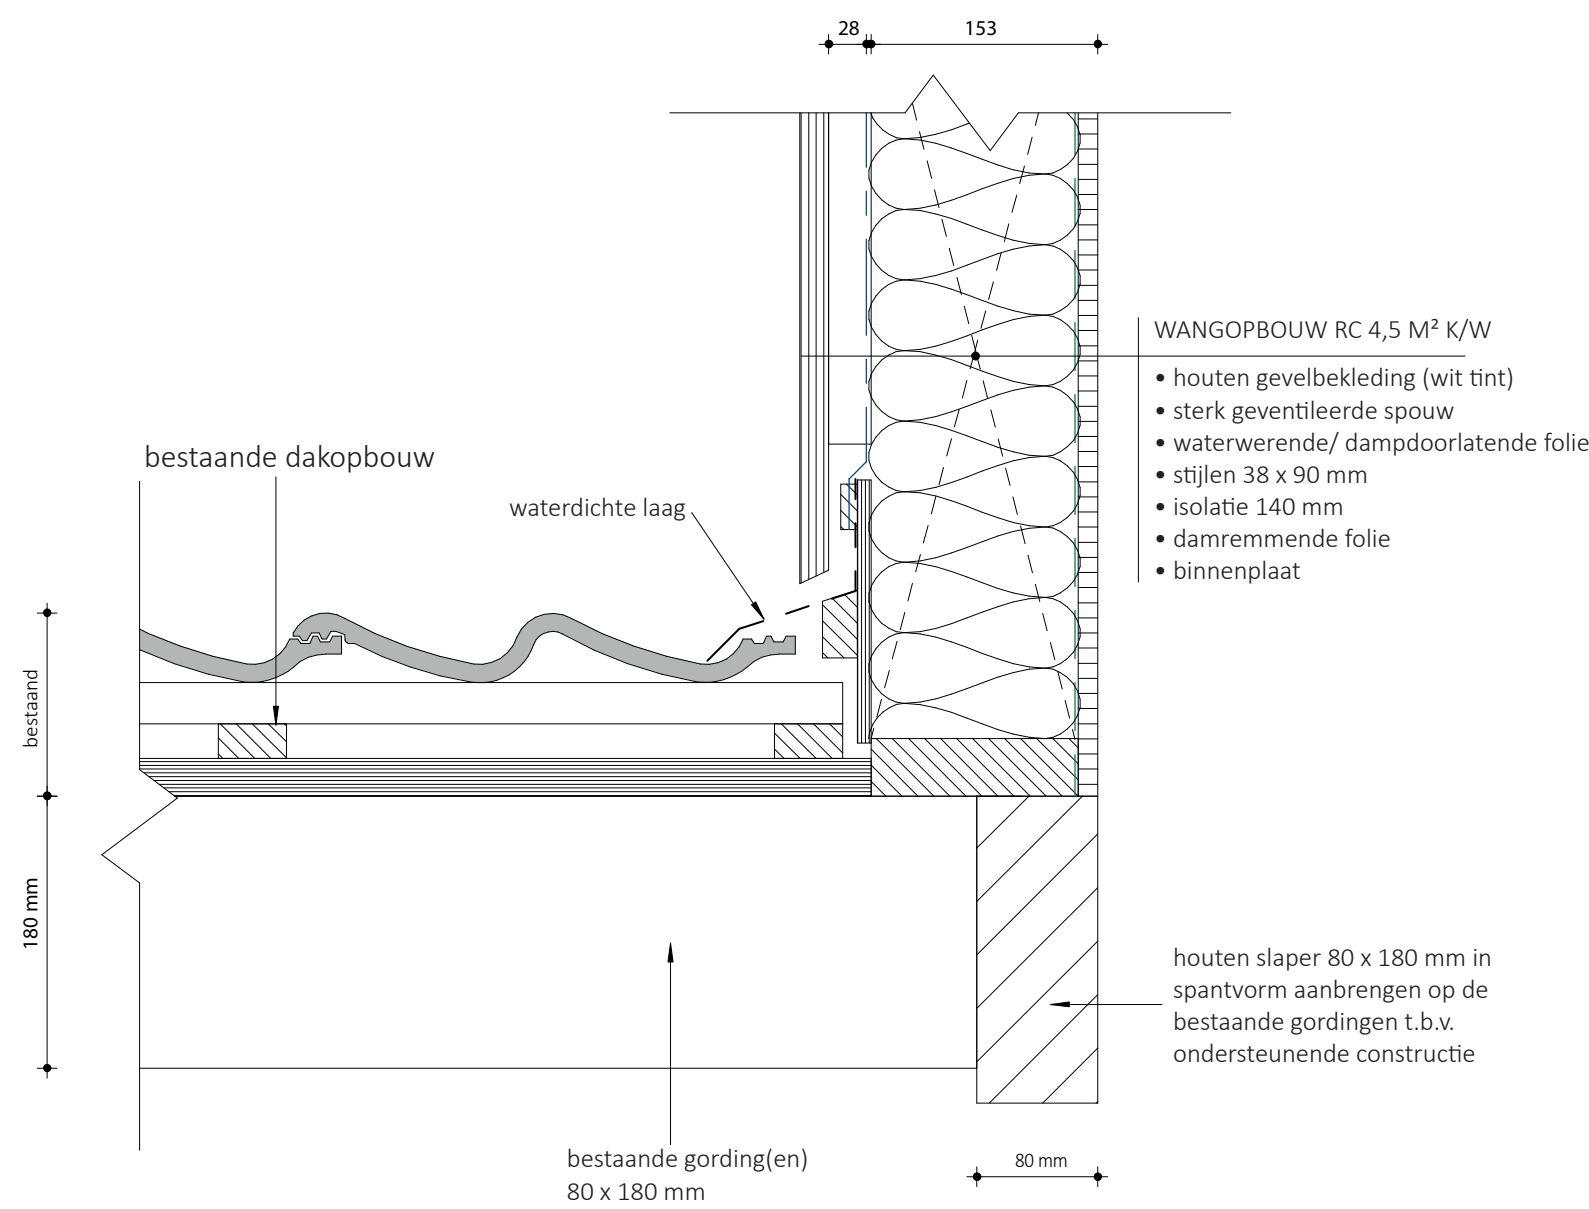 28
153
WANGOPBOUW RC 4,5 M² K/W
• houten gevelbekleding (wit tint)
• sterk geventileerde spouw
• waterwerende/ dampdoorlatende folie
• stijlen 38 x 90 mm
• isolatie 140 mm
• damremmende folie
• binnenplaat
bestaande dakopbouw
waterdichte laag
bestaand
180 mm
houten slaper 80 x 180 mm in
spantvorm aanbrengen op de
bestaande gordingen t.b.v.
ondersteunende constructie
bestaande gording(en)
80 x 180 mm
80 mm